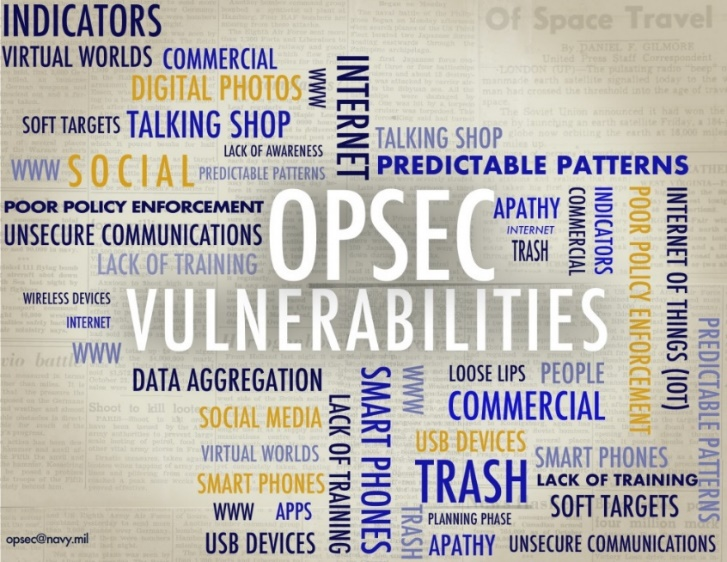 INDICATORS
VIRTUAL WORLDS COMMERCIAL
DIGITAL PHOTOS
WWW
INTERNET
SOFT TARGETS TALKING SHOP
LACK OF AWARENESS
WWW SOCIAL PREDICTABLE PATTERNS
Of Space Travel
By DANIEL F. GILMORE
United Press Staff Correspondent
TALKING SHOP
PREDICTABLE PATTERNS
POOR POLICY ENFORCEMENT
UNSECURE COMMUNICATIONS
LACK OF TRAINING
OPSEC
VULNERABILITIES
APATHY
INTERNET
TRASH
COMMERCIAL
INDICATORS
POOR POLICY ENFORCEMENT
INTERNET OF THINGS (IOT)
PREDICTABLE PATTERNS
WIRELESS DEVICES
INTERNET
WWW
DATA AGGREGATION
SOCIAL MEDIA
VIRTUAL WORLDS
SMART PHONES
WWW APPS
USB DEVICES
LACK OF TRAINING
SMART PHONES
WWW
TRASH
LOOSE LIPS PEOPLE
COMMERCIAL
USB DEVICES
TRASH
SMART PHONES
LACK OF TRAINING
SOFT TARGETS
PLANNING PHASE
APATHY UNSECURE COMMUNICATIONS
Shoot to kill
four million
opsec@navy.mil